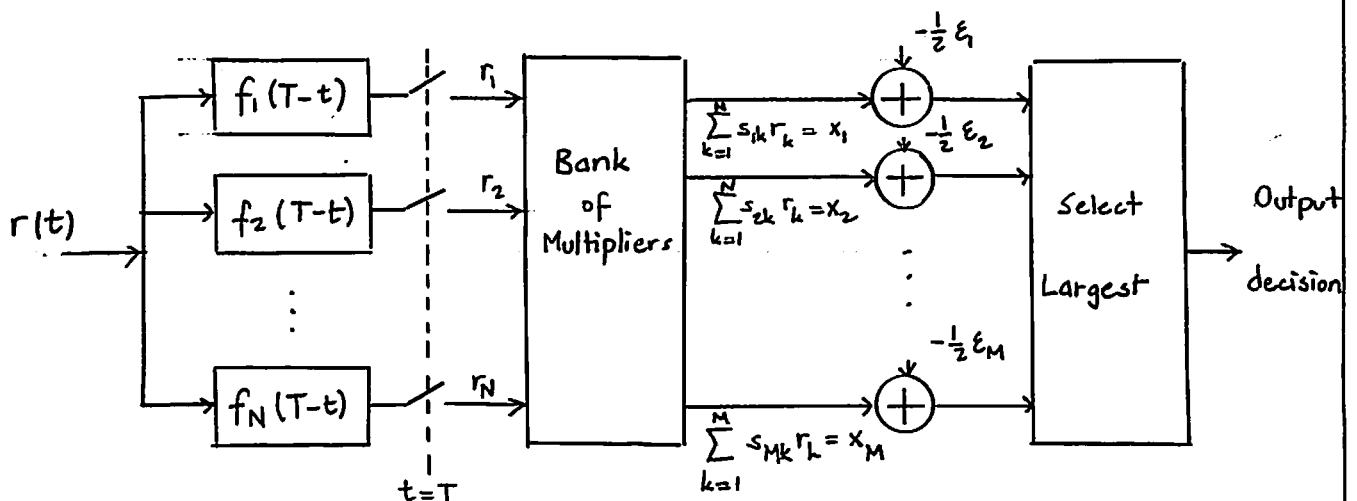 r(t)
f₁(T-t)
f₂(T-t)
⋮
f_N(T-t)
t=T
r₁
r₂
r_N
Bank
of
Multipliers
-½ ε₁
+
∑_{k=1}^{N} s_{1k} r_k = x₁
-½ ε₂
+
∑_{k=1}^{N} s_{2k} r_k = x₂
⋮
-½ ε_M
+
∑_{k=1}^{M} s_{Mk} r_k = x_M
Select
Largest
Output
decision